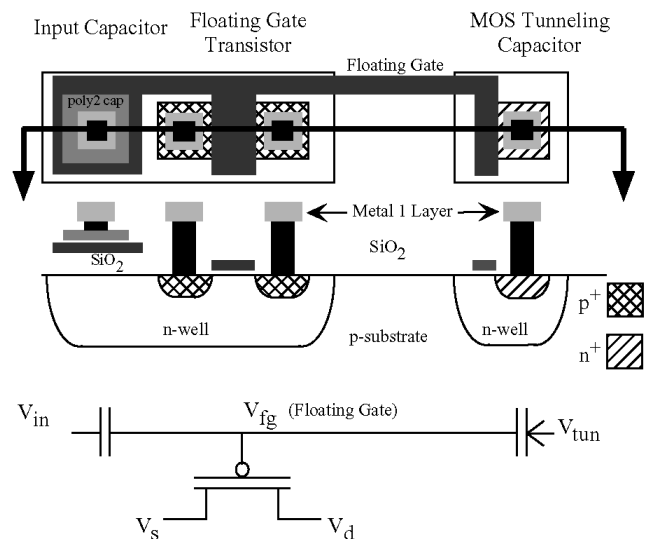 Input Capacitor
Floating Gate
Transistor
MOS Tunneling
Capacitor
Floating Gate
poly2 cap
Metal 1 Layer
SiO2
SiO2
n-well
p-substrate
n-well
p+
n+
Vin
Vfg (Floating Gate)
Vtun
Vs
Vd